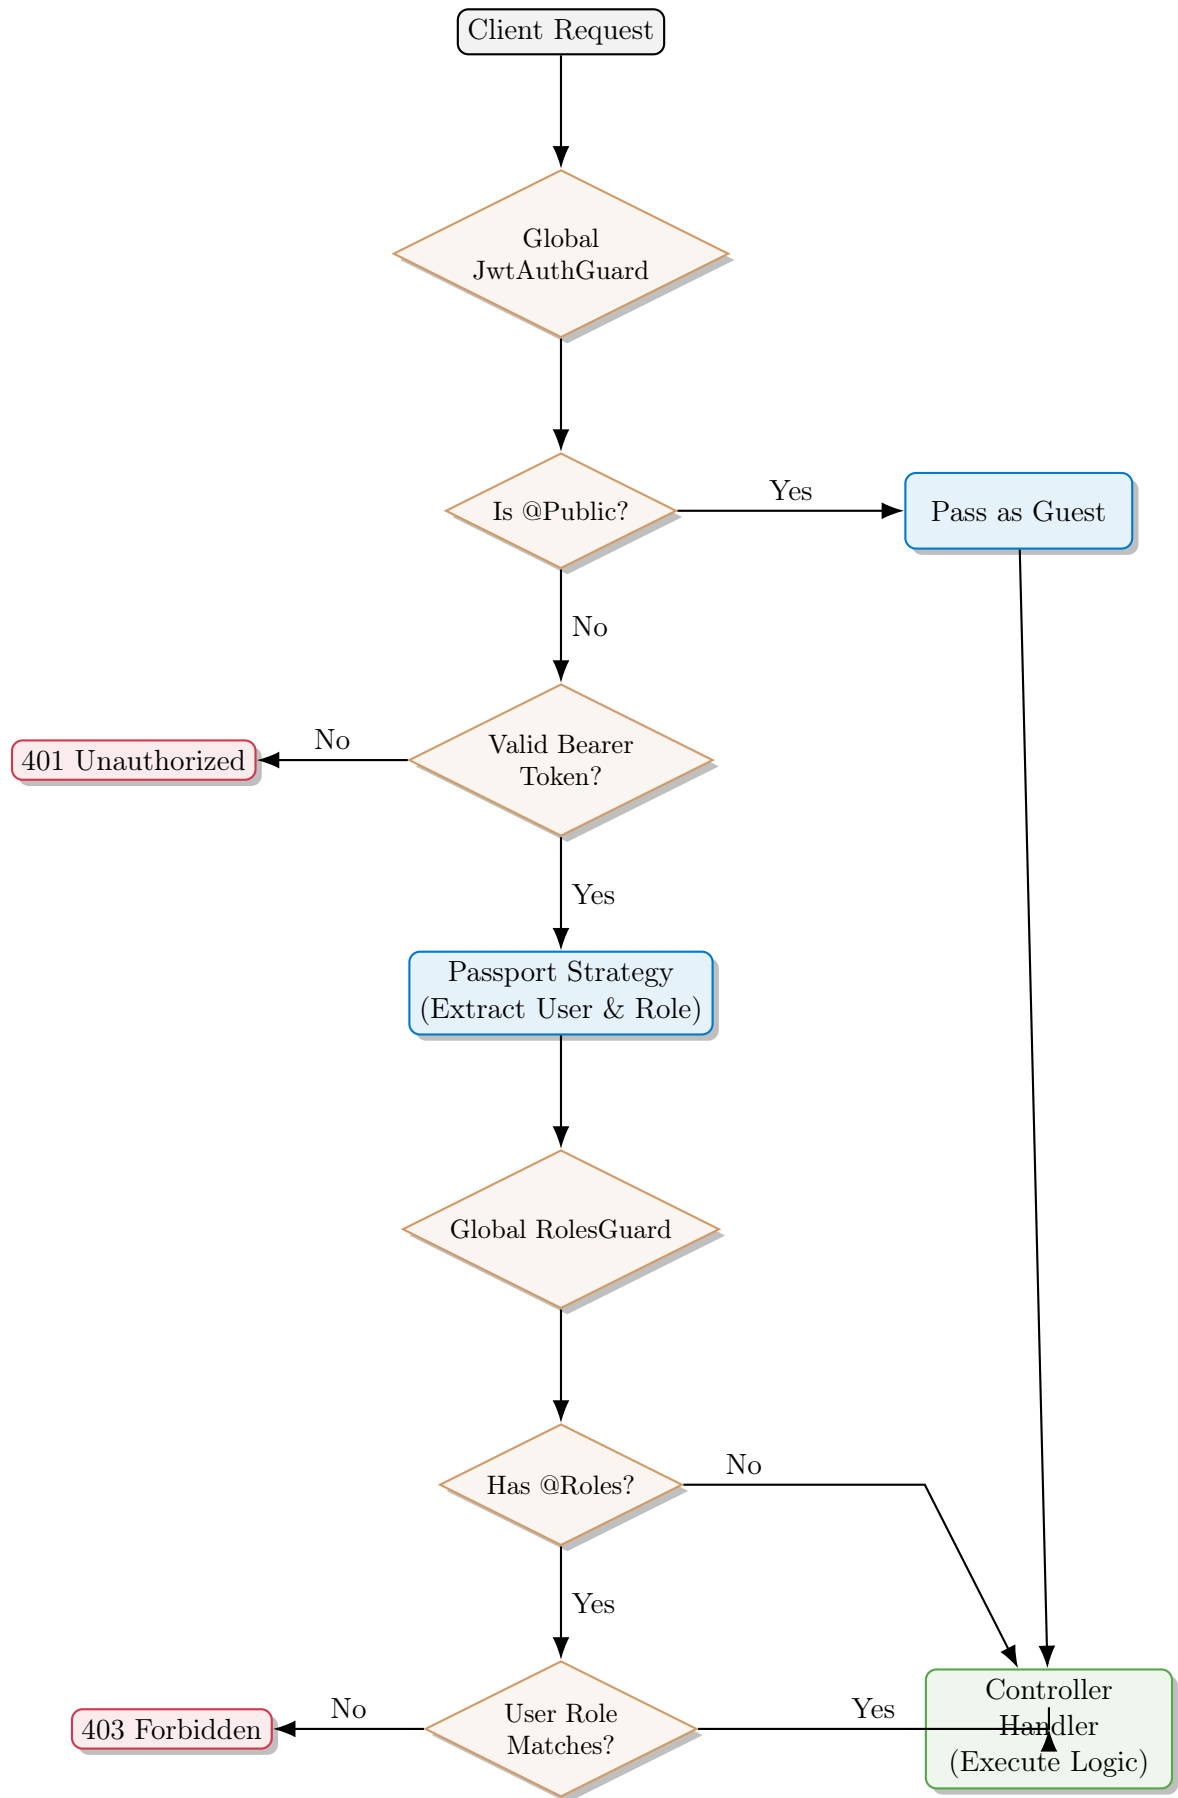 Client Request
Global
JwtAuthGuard
Is @Public?
Yes
Pass as Guest
No
401 Unauthorized
No
Valid Bearer
Token?
Yes
Passport Strategy
(Extract User & Role)
Global RolesGuard
Has @Roles?
No
Yes
403 Forbidden
No
User Role
Matches?
Yes
Controller
Handler
(Execute Logic)